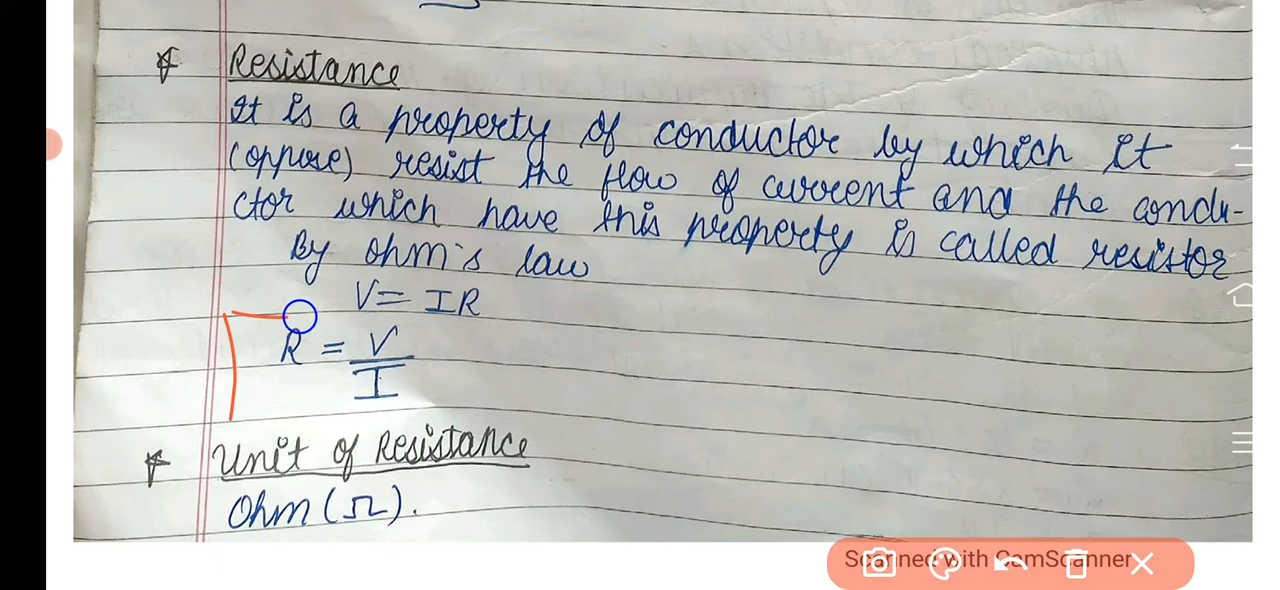 Resistance
It is a property of conductor by which it
(oppose) resist the flow of current and the condu-
ctor which have this property is called resistor
By ohm's law
V = IR
R = V
I
Unit of Resistance
Ohm (Ω).
Scanned with CamScanner